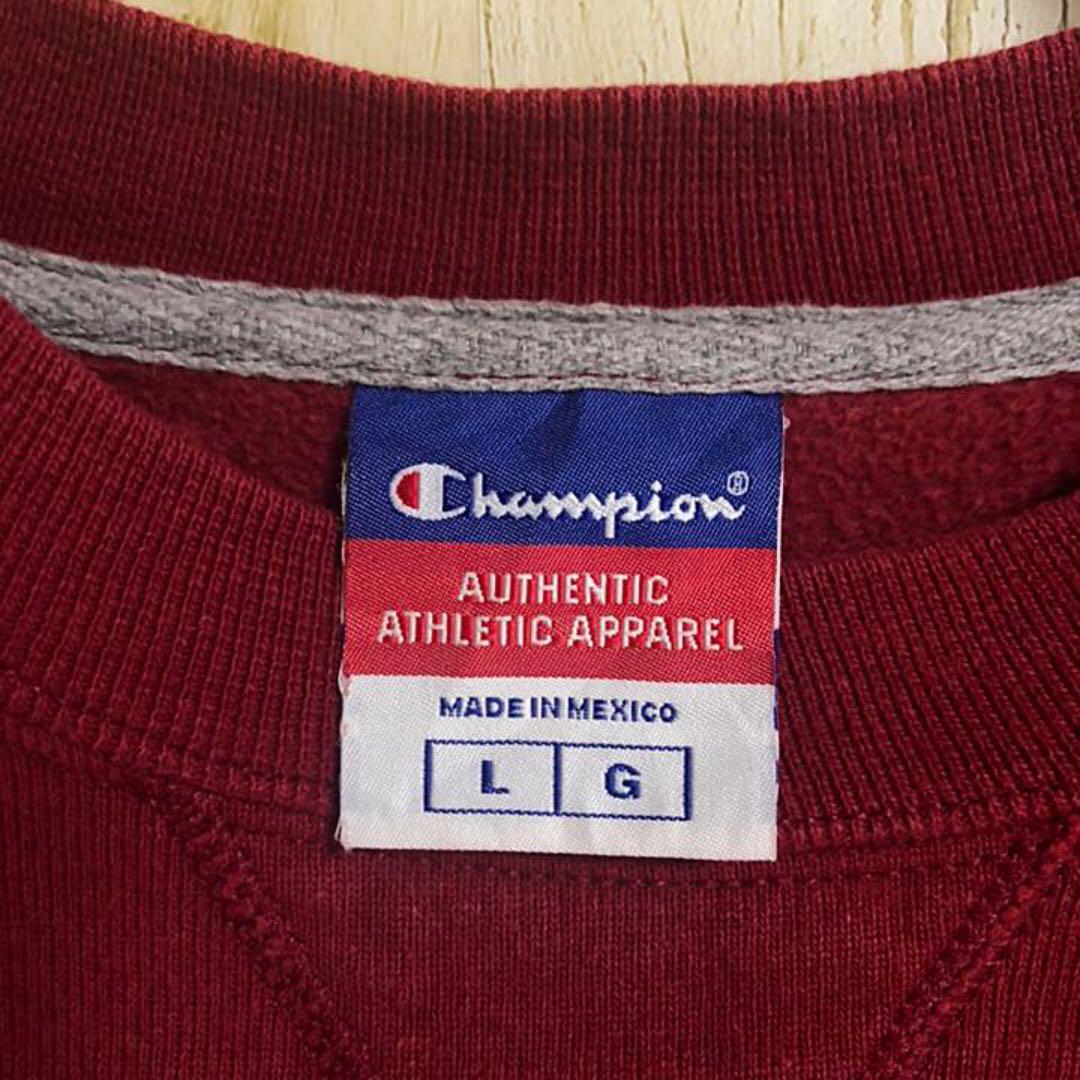 Champion®
AUTHENTIC
ATHLETIC APPAREL
MADE IN MEXICO
L G